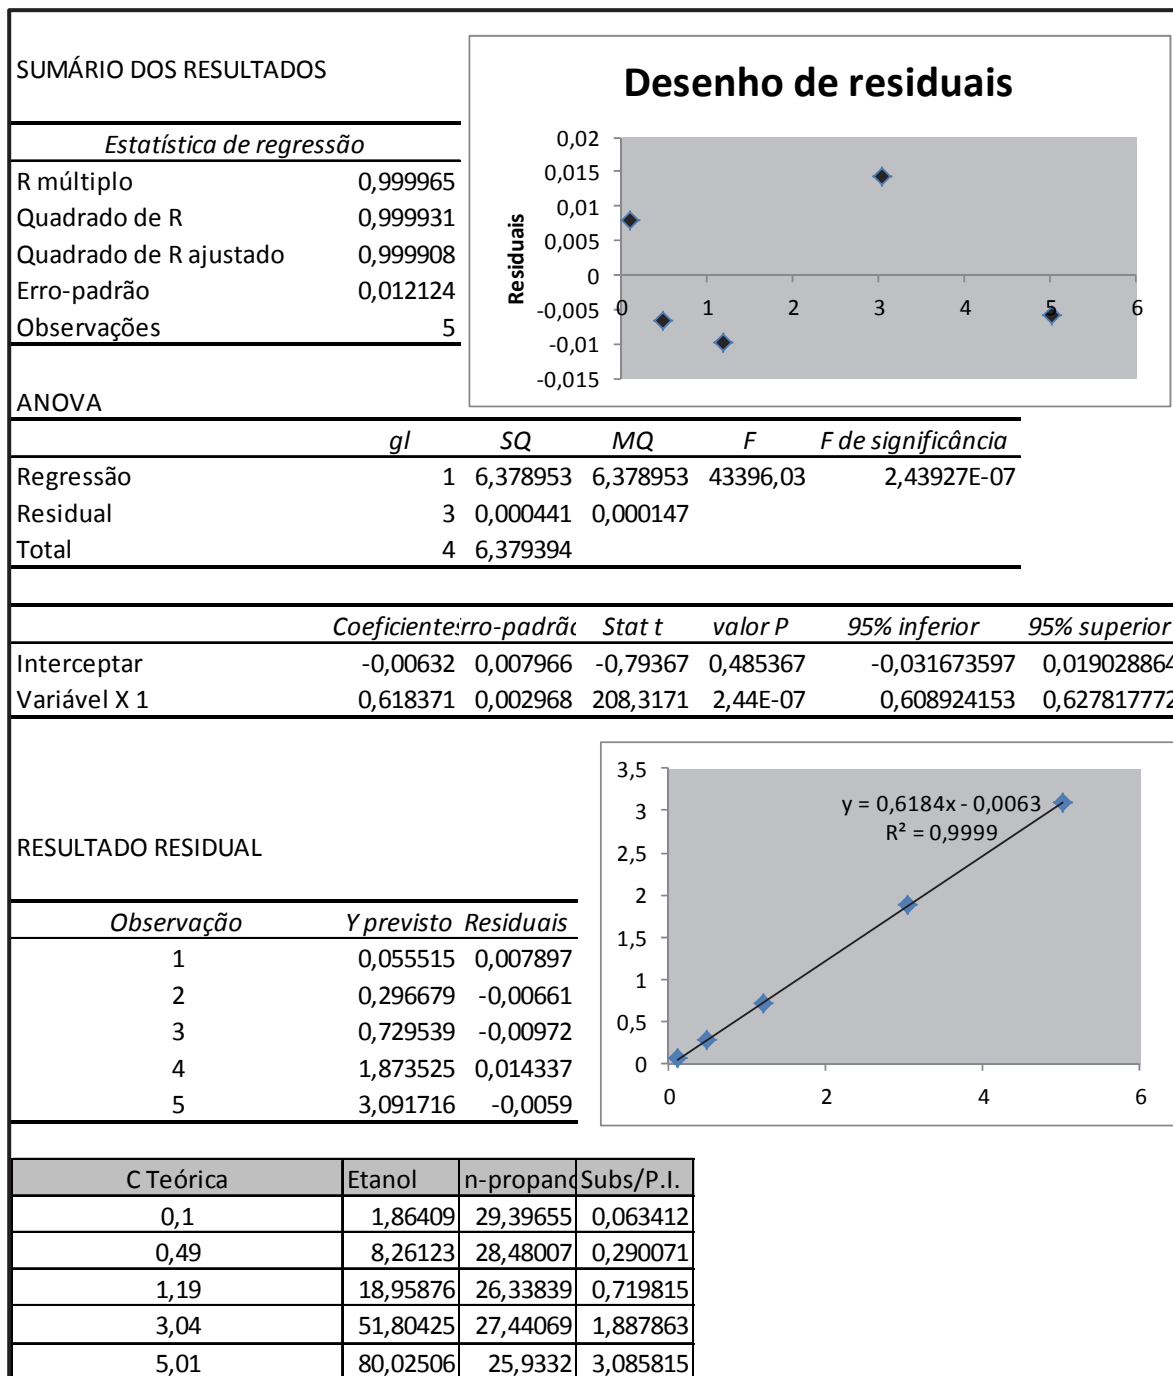 SUMÁRIO DOS RESULTADOS
Estatística de regressão
R múltiplo 0,999965
Quadrado de R 0,999931
Quadrado de R ajustado 0,999908
Erro-padrão 0,012124
Observações 5
Desenho de residuais
Residuais
0,02
0,015
0,01
0,005
0
-0,005
-0,01
-0,015
0 1 2 3 4 5 6
ANOVA
gl SQ MQ F F de significância
Regressão 1 6,378953 6,378953 43396,03 2,43927E-07
Residual 3 0,000441 0,000147
Total 4 6,379394
Coeficientes rro-padrão Stat t valor P 95% inferior 95% superior
Interceptar -0,00632 0,007966 -0,79367 0,485367 -0,031673597 0,019028864
Variável X 1 0,618371 0,002968 208,3171 2,44E-07 0,608924153 0,627817772
RESULTADO RESIDUAL
Observação Y previsto Residuais
1 0,055515 0,007897
2 0,296679 -0,00661
3 0,729539 -0,00972
4 1,873525 0,014337
5 3,091716 -0,0059
3,5
3
2,5
2
1,5
1
0,5
0
0 2 4 6
y = 0,6184x - 0,0063
R² = 0,9999
C Teórica Etanol n-propano Subs/P.I.
0,1 1,86409 29,39655 0,063412
0,49 8,26123 28,48007 0,290071
1,19 18,95876 26,33839 0,719815
3,04 51,80425 27,44069 1,887863
5,01 80,02506 25,9332 3,085815